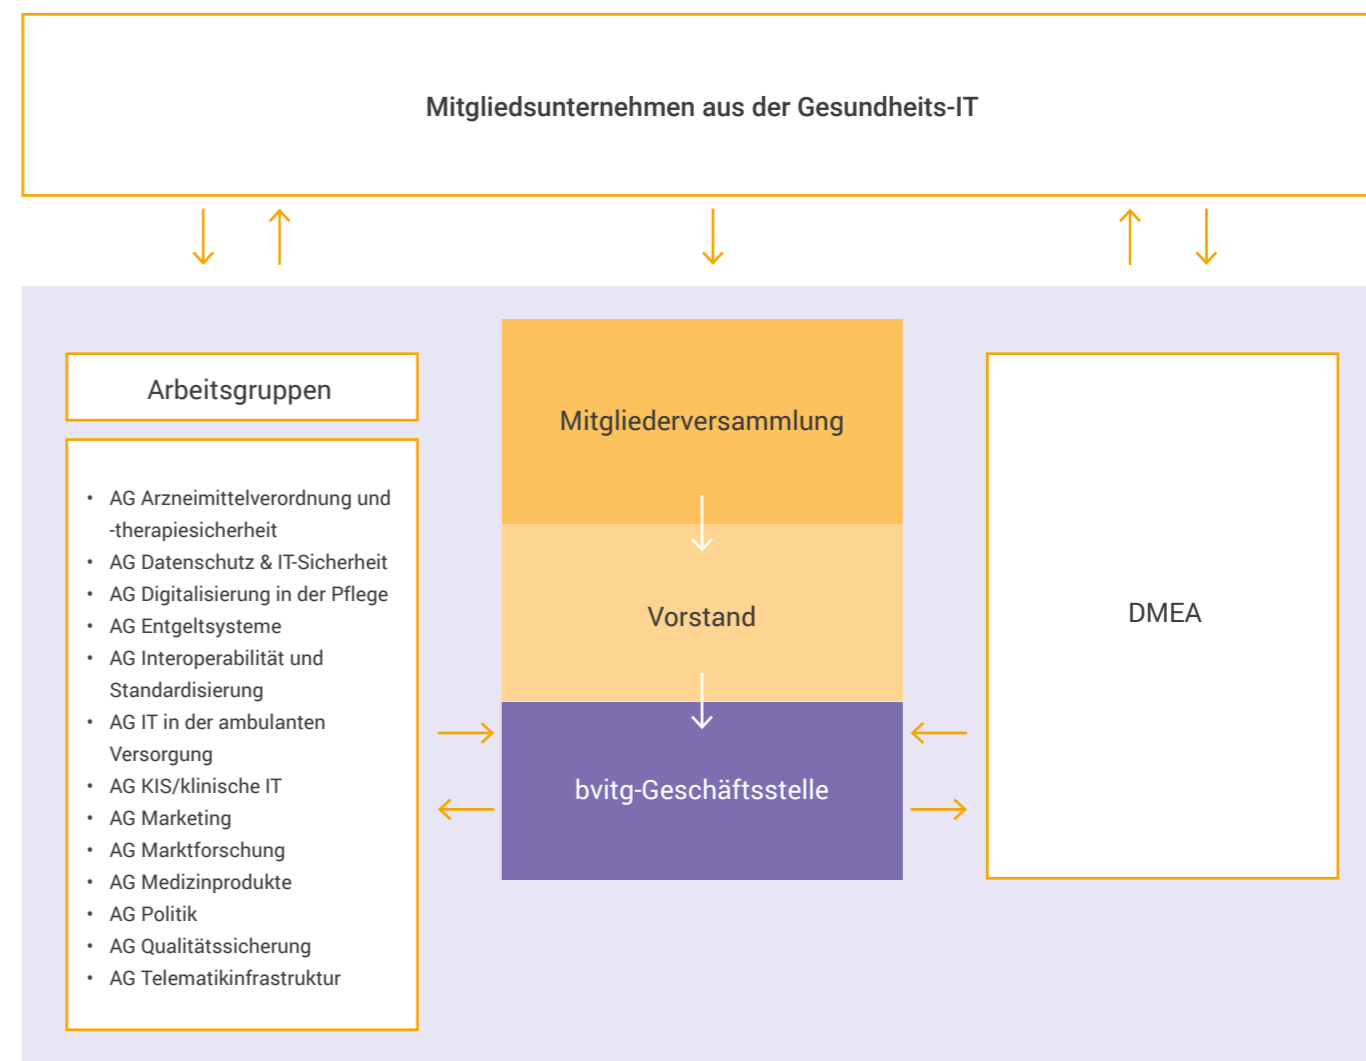 Mitgliedsunternehmen aus der Gesundheits-IT
Arbeitsgruppen
• AG Arzneimittelverordnung und
-therapiesicherheit
• AG Datenschutz & IT-Sicherheit
• AG Digitalisierung in der Pflege
• AG Entgeltsysteme
• AG Interoperabilität und
Standardisierung
• AG IT in der ambulanten
Versorgung
• AG KIS/klinische IT
• AG Marketing
• AG Marktforschung
• AG Medizinprodukte
• AG Politik
• AG Qualitätssicherung
• AG Telematikinfrastruktur
Mitgliederversammlung
Vorstand
bvitg-Geschäftsstelle
DMEA